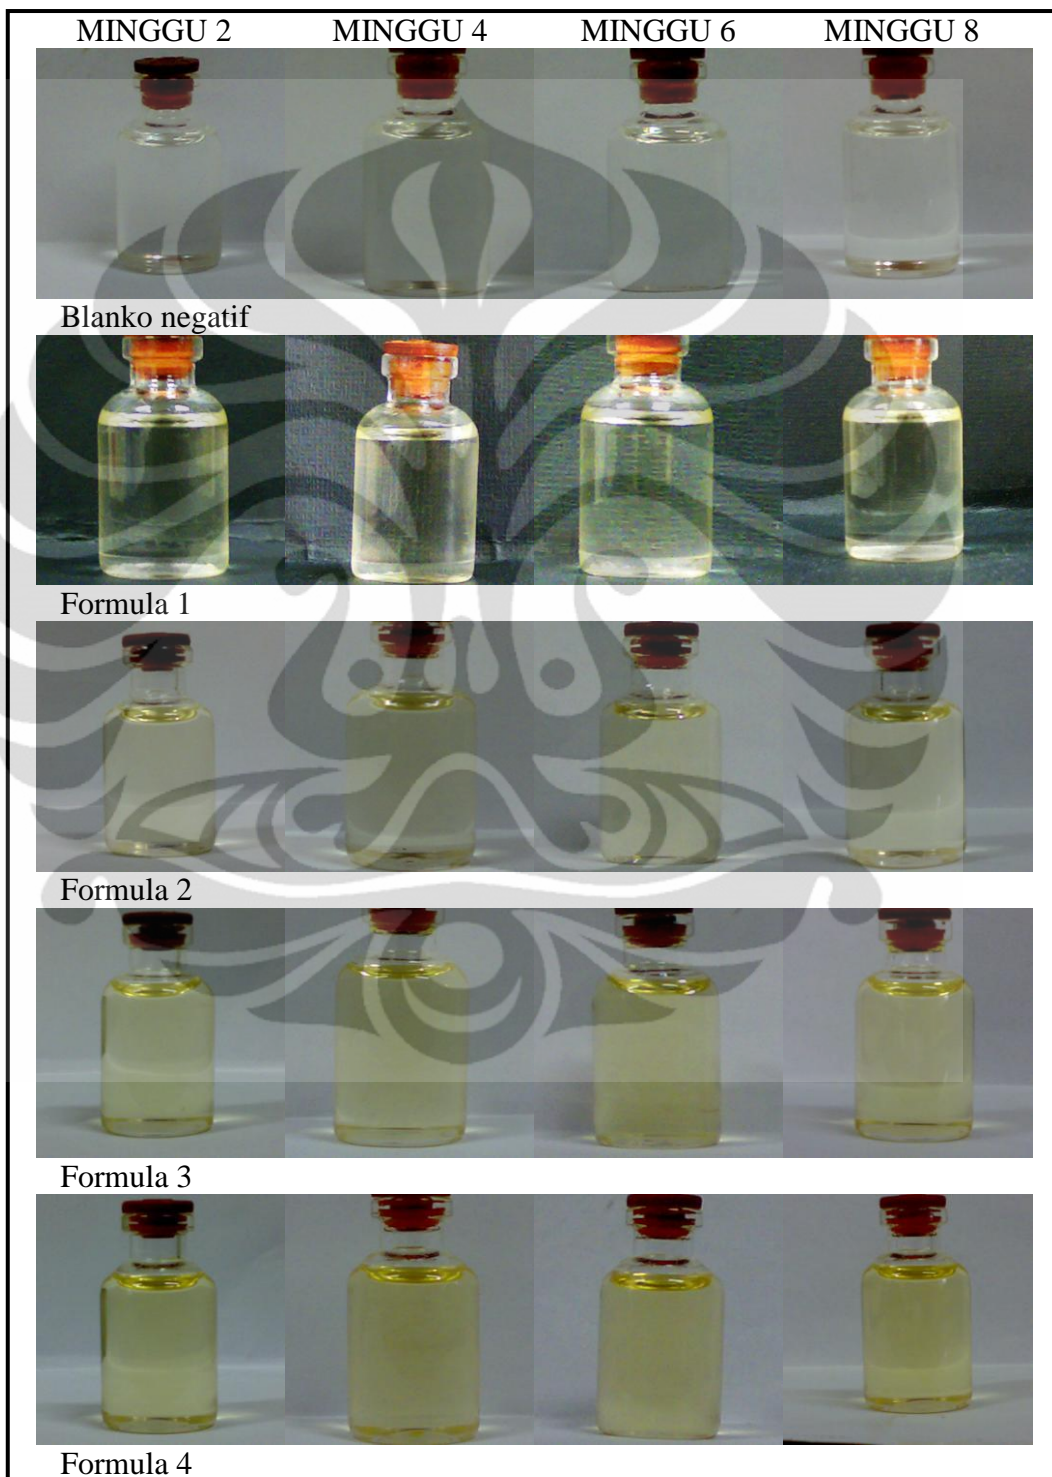 MINGGU 2 MINGGU 4 MINGGU 6 MINGGU 8
Blanko negatif
Formula 1
Formula 2
Formula 3
Formula 4